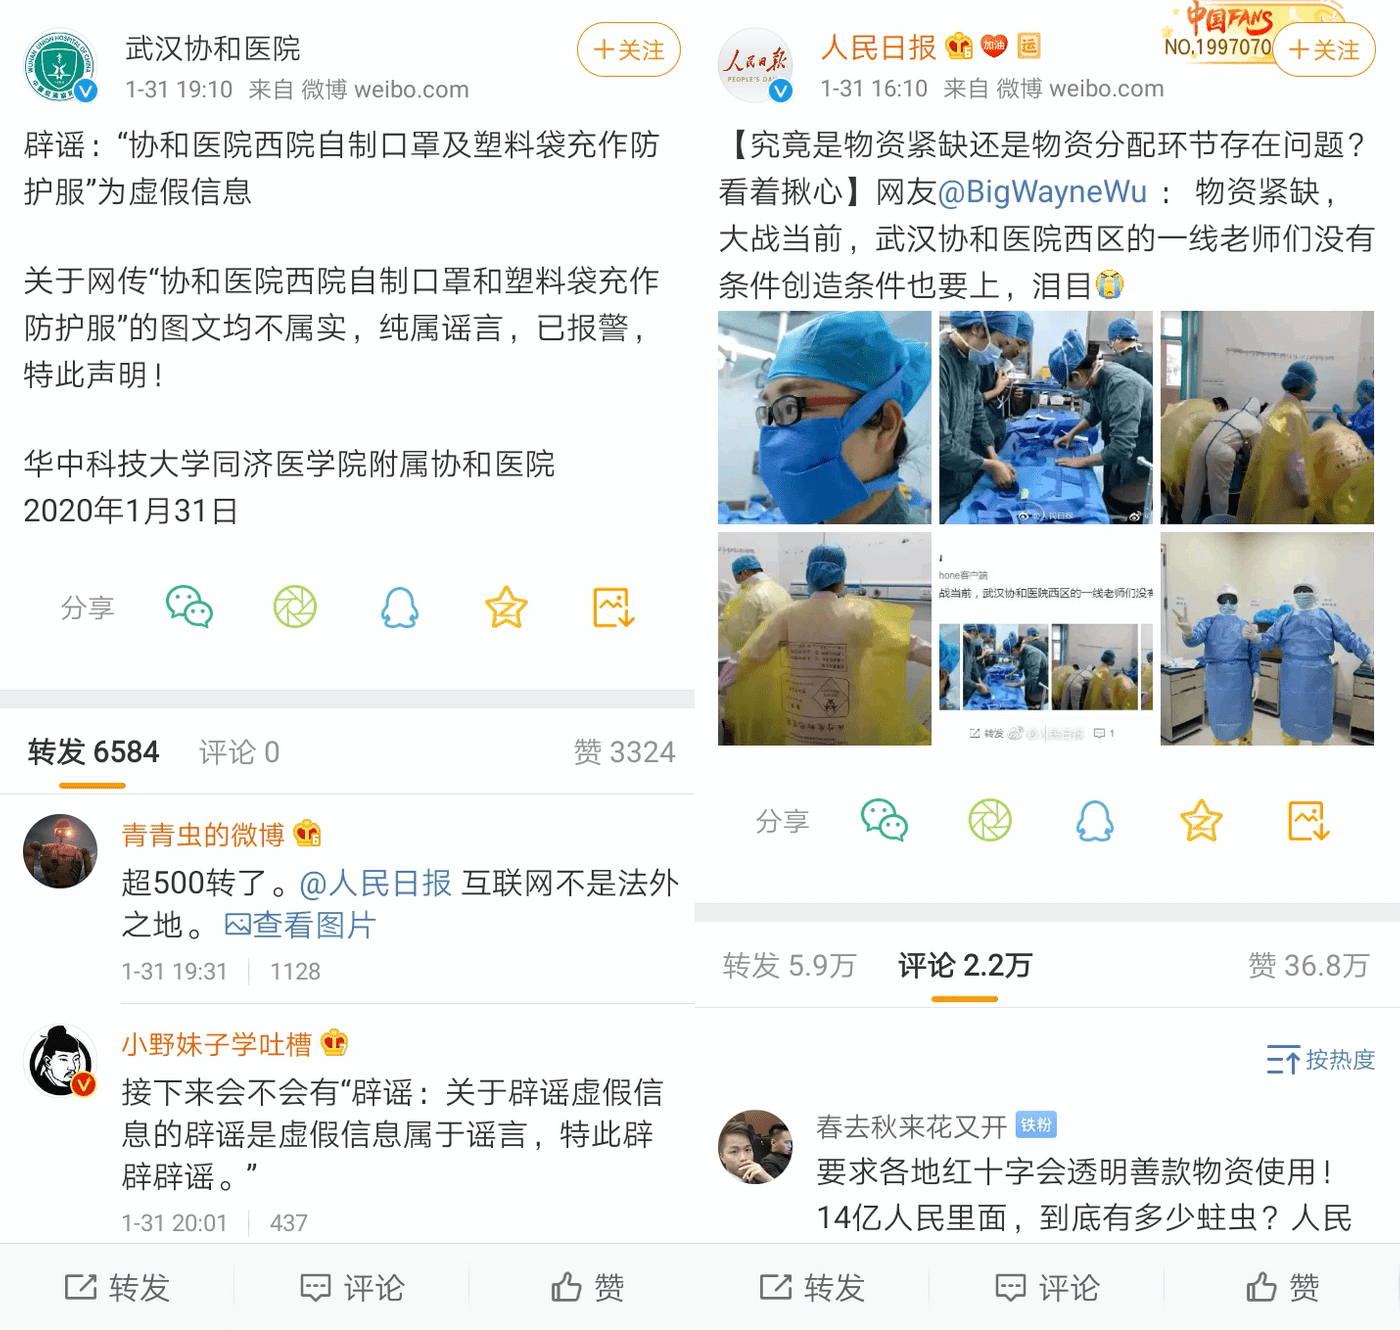 武汉协和医院
+关注
1-31 19:10 来自 微博 weibo.com
辟谣：“协和医院西院自制口罩及塑料袋充作防
护服”为虚假信息
关于网传“协和医院西院自制口罩和塑料袋充作
防护服”的图文均不属实，纯属谣言，已报警，
特此声明！
华中科技大学同济医学院附属协和医院
2020年1月31日
分享
转发 6584 评论 0 赞 3324
青青虫的微博
超500转了。@人民日报 互联网不是法外
之地。 查看图片
1-31 19:31 1128
小野妹子学吐槽
接下来会不会有“辟谣：关于辟谣虚假信
息的辟谣是虚假信息属于谣言，特此辟
辟辟谣。”
1-31 20:01 437
转发 评论 赞
人民日报
PEOPLE'S DA
人民日报 加油 运
中国FANS
NO.1997070
+关注
1-31 16:10 来自 微博 weibo.com
【究竟是物资紧缺还是物资分配环节存在问题？
看着揪心】网友@BigWayneWu ： 物资紧缺，
大战当前，武汉协和医院西区的一线老师们没有
条件创造条件也要上，泪目
@人民日报
hone客户端
战当前，武汉协和医院西区的一线老师们没有
转发 @人民日报 1
分享
转发 5.9万 评论 2.2万 赞 36.8万
按热度
春去秋来花又开 铁粉
要求各地红十字会透明善款物资使用！
14亿人民里面，到底有多少蛀虫？人民
转发 评论 赞